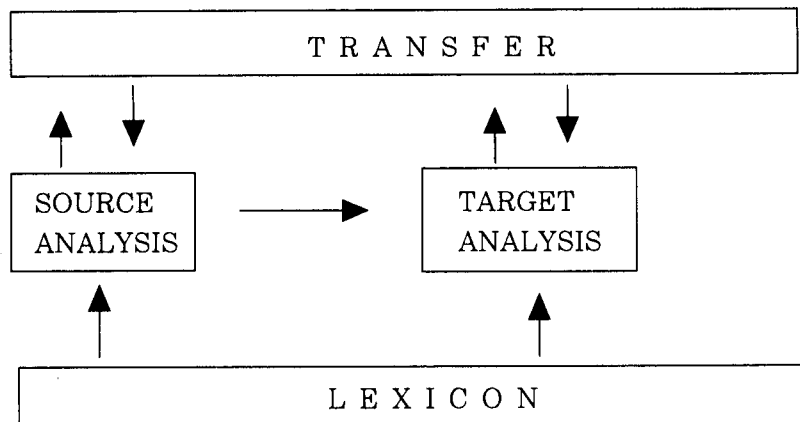 TRANSFER
SOURCE
ANALYSIS
TARGET
ANALYSIS
LEXICON